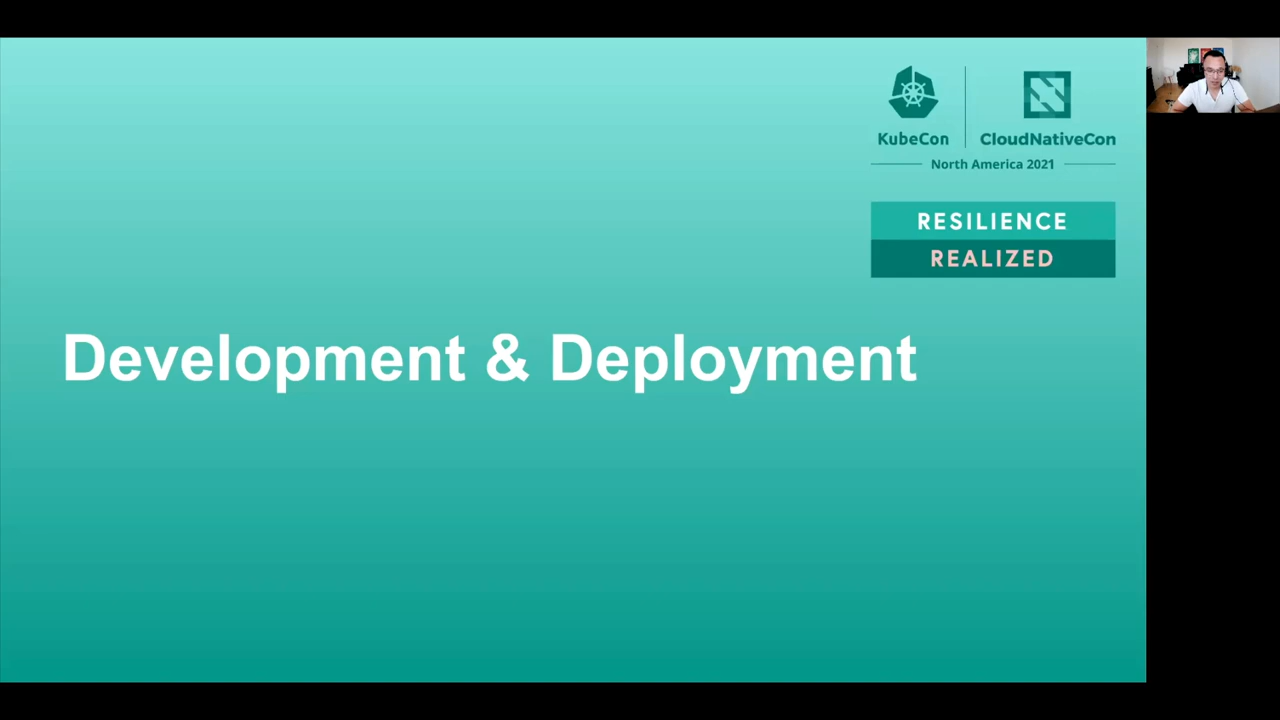 KubeCon
CloudNativeCon
North America 2021
RESILIENCE
REALIZED
Development & Deployment